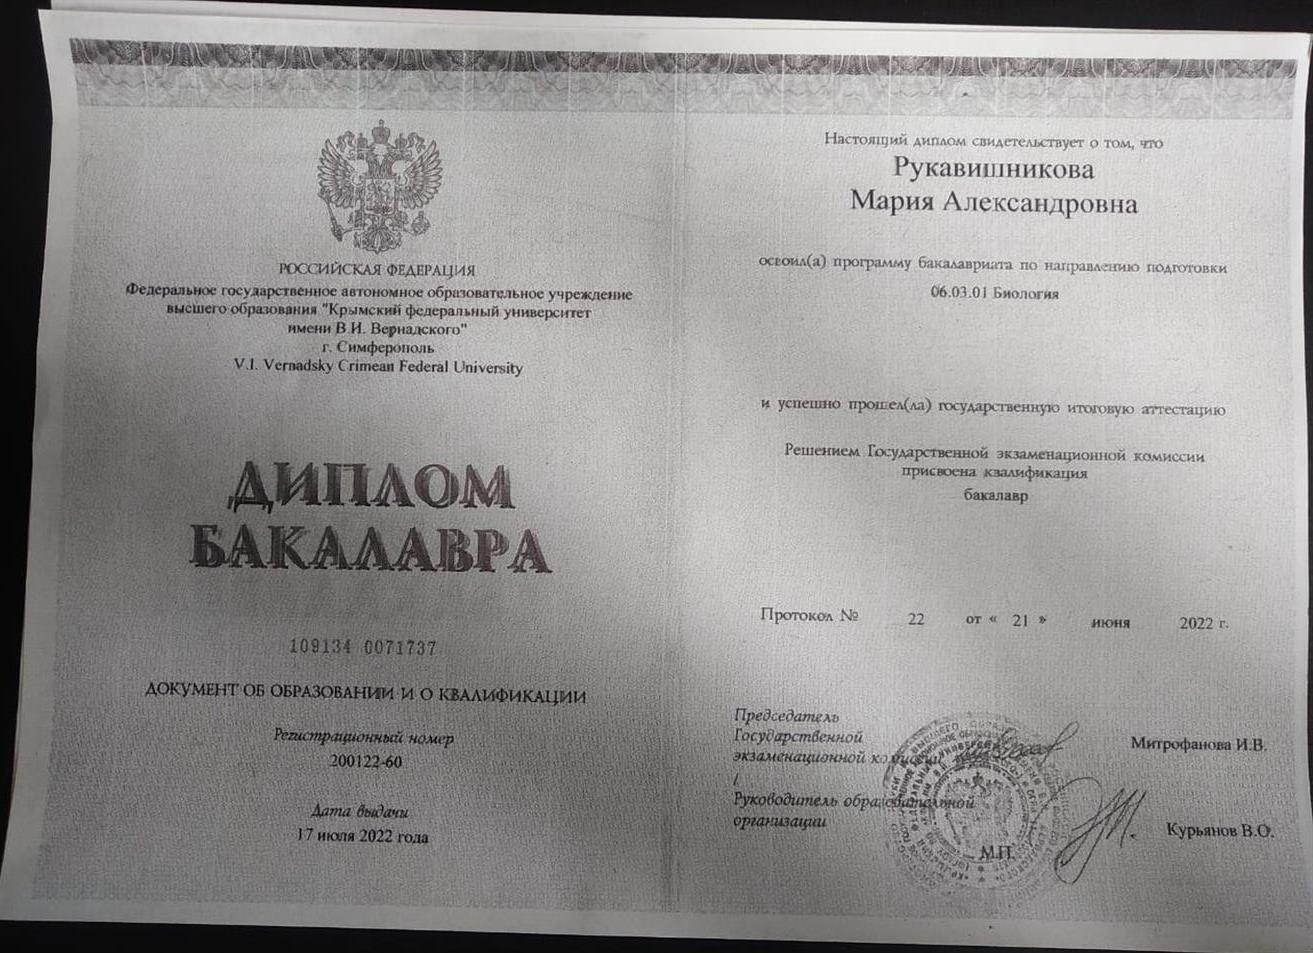 РОССИЙСКАЯ ФЕДЕРАЦИЯ
Федеральное государственное автономное образовательное учреждение
высшего образования "Крымский федеральный университет
имени В.И. Вернадского"
г. Симферополь
V.I. Vernadsky Crimean Federal University
ДИПЛОМ
БАКАЛАВРА
109134 0071737
ДОКУМЕНТ ОБ ОБРАЗОВАНИИ И О КВАЛИФИКАЦИИ
Регистрационный номер
200122-60
Дата выдачи
17 июля 2022 года
Настоящий диплом свидетельствует о том, что
Рукавишникова
Мария Александровна
освоил(а) программу бакалавриата по направлению подготовки
06.03.01 Биология
и успешно прошел(ла) государственную итоговую аттестацию
Решением Государственной экзаменационной комиссии
присвоена квалификация
бакалавр
Протокол № 22 от « 21 » июня 2022 г.
Председатель
Государственной
экзаменационной комиссии
Митрофанова И.В.
/
Руководитель образовательной
организации
Курьянов В.О.
М.П.